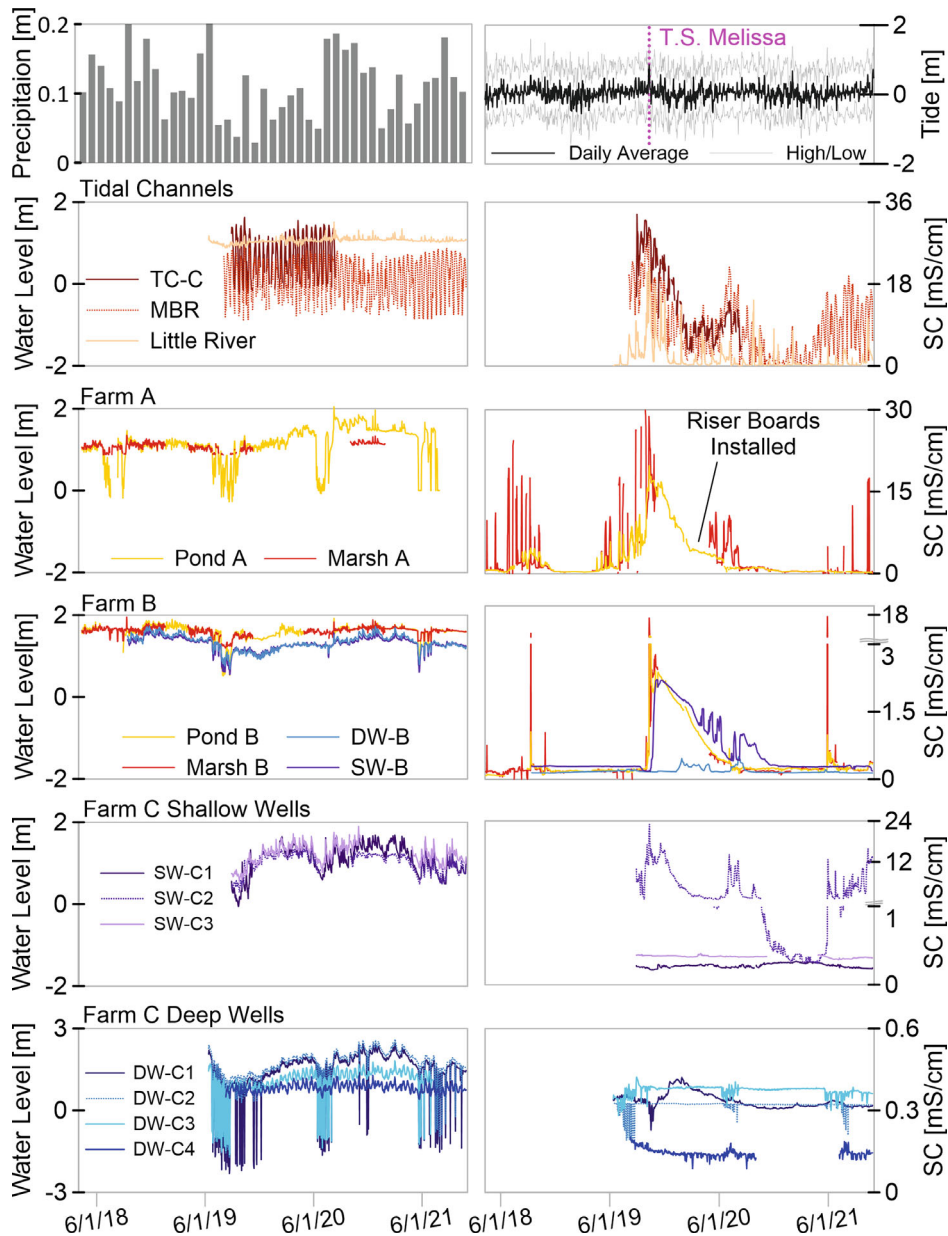 Precipitation [m]
0.2
0.1
0
T.S. Melissa
Daily Average
High/Low
2
0
-2
Tide [m]
Tidal Channels
Water Level [m]
2
0
-2
TC-C
MBR
Little River
36
18
0
SC [mS/cm]
Farm A
Water Level [m]
2
0
-2
Pond A
Marsh A
Riser Boards
Installed
30
15
0
SC [mS/cm]
Farm B
Water Level[m]
2
0
-2
Pond B
DW-B
Marsh B
SW-B
18
3
1.5
0
SC [mS/cm]
Farm C Shallow Wells
Water Level [m]
2
0
-2
SW-C1
SW-C2
SW-C3
24
12
1
0
SC [mS/cm]
Farm C Deep Wells
Water Level [m]
3
0
-3
DW-C1
DW-C2
DW-C3
DW-C4
0.6
0.3
0
SC [mS/cm]
6/1/18
6/1/19
6/1/20
6/1/21
6/1/18
6/1/19
6/1/20
6/1/21